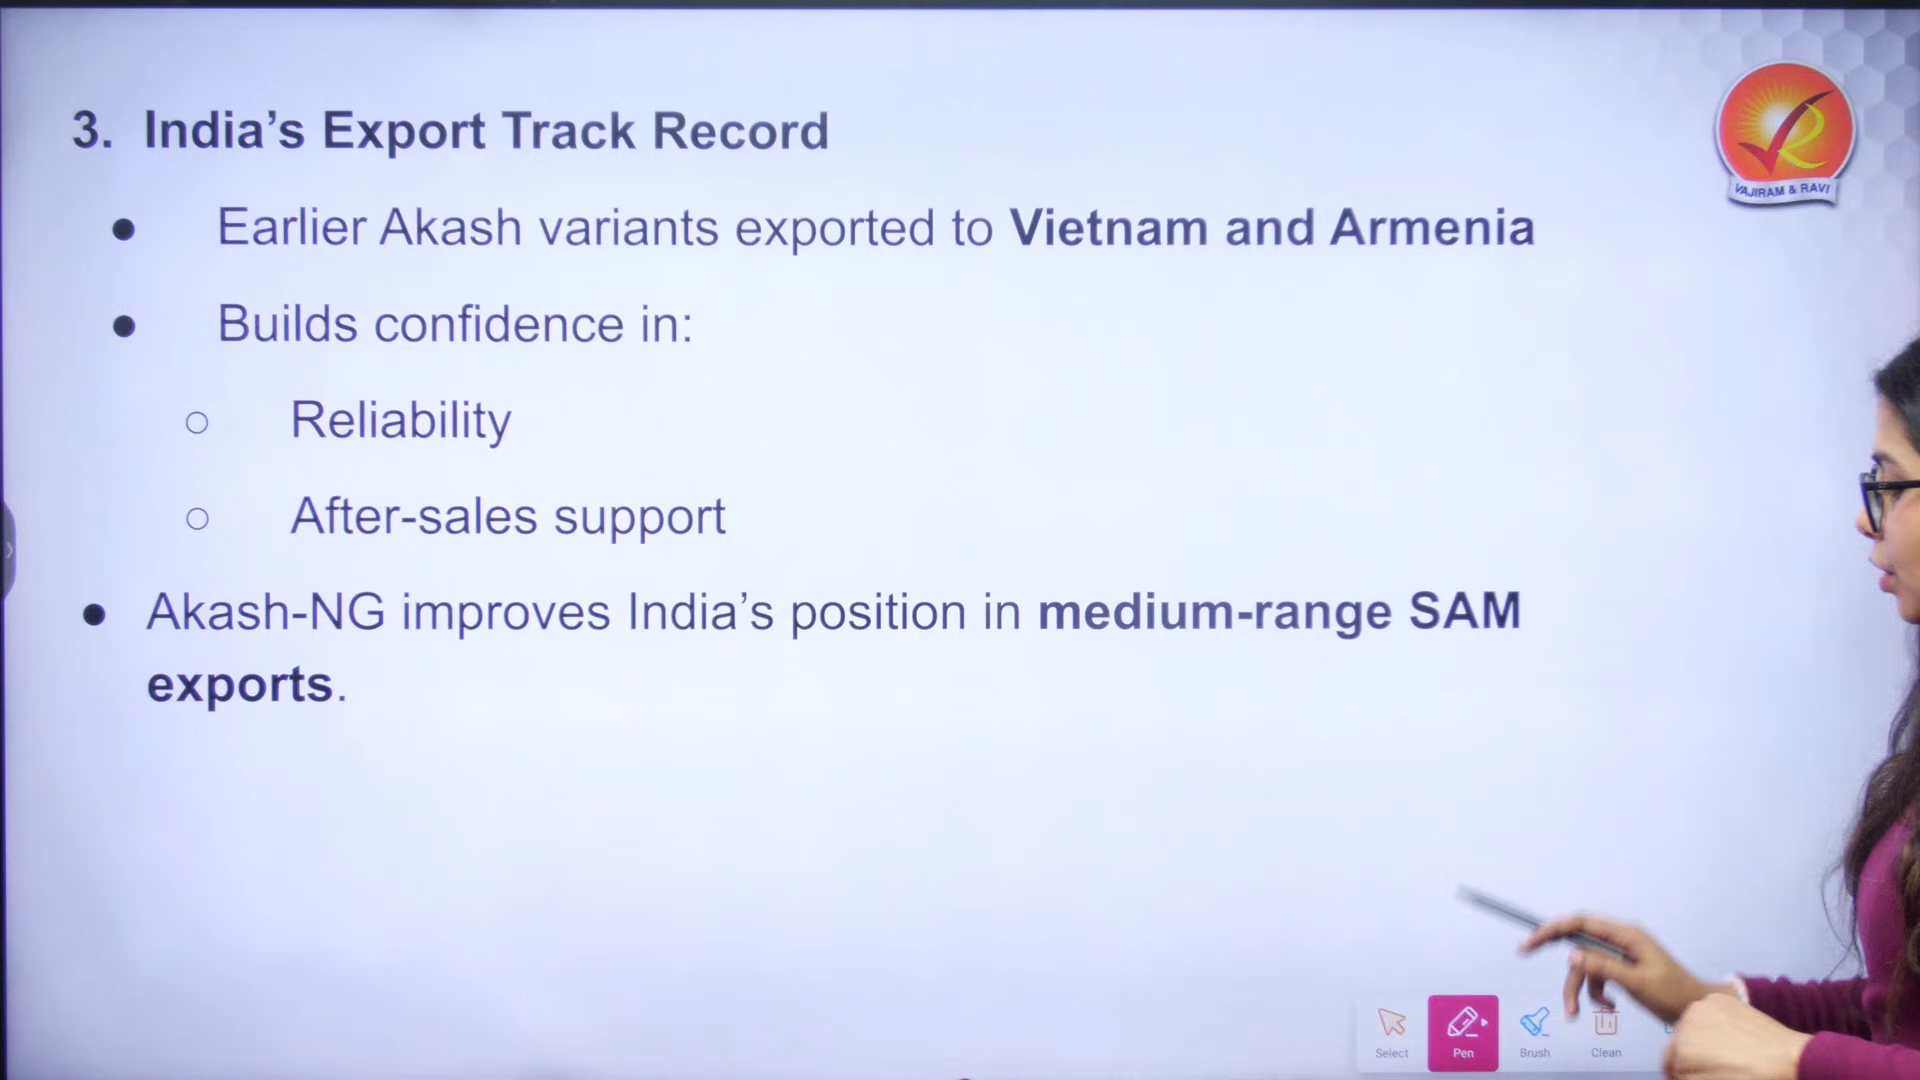 3. India's Export Track Record
VAJIRAM & RAVI
● Earlier Akash variants exported to Vietnam and Armenia
● Builds confidence in:
○ Reliability
○ After-sales support
● Akash-NG improves India's position in medium-range SAM
exports.
Select Pen Brush Clean